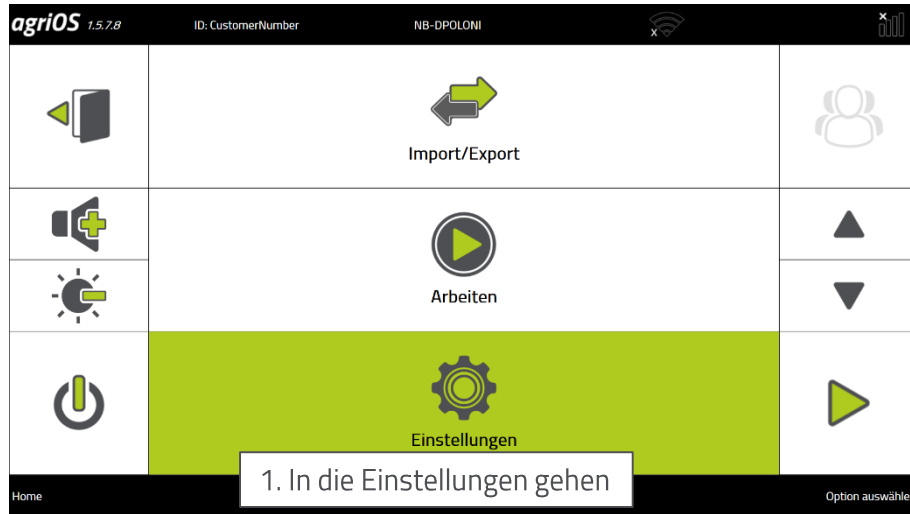 agriOS 1.5.7.8 ID: CustomerNumber NB-DPOLONI x x
Import/Export
Arbeiten
Einstellungen
1. In die Einstellungen gehen
Home Option auswähle